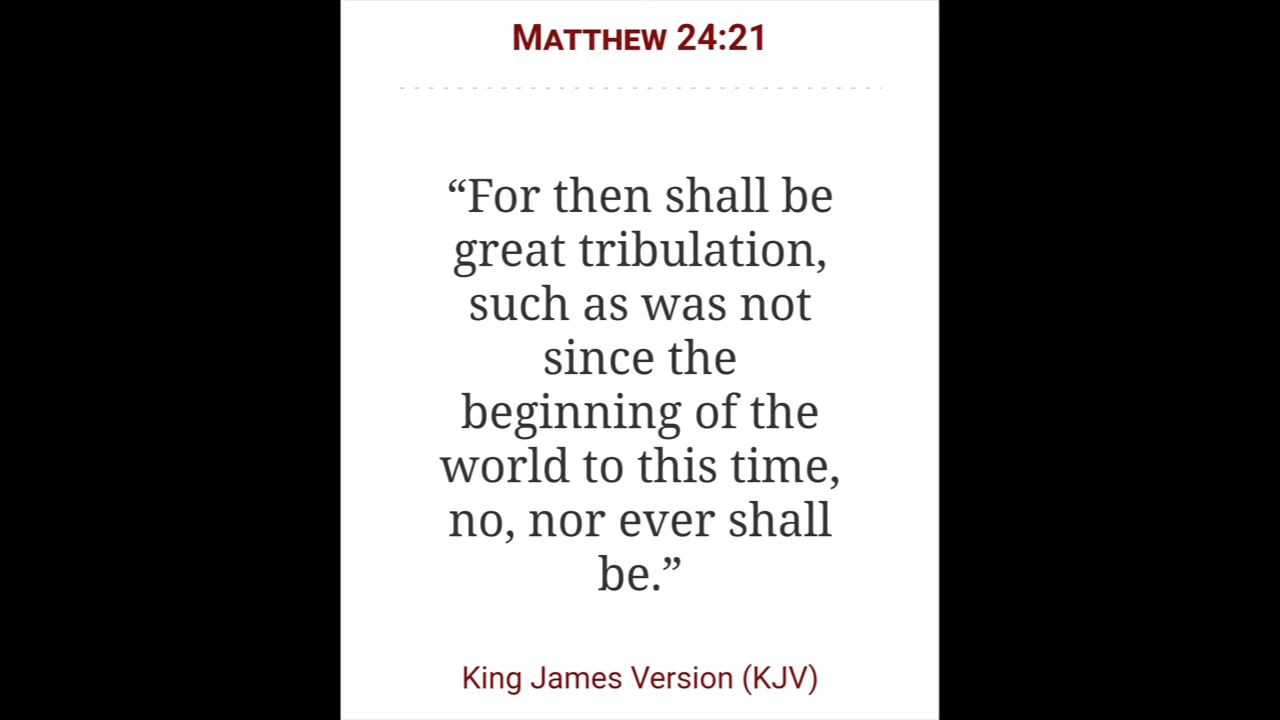 MATTHEW 24:21
“For then shall be
great tribulation,
such as was not
since the
beginning of the
world to this time,
no, nor ever shall
be.”
King James Version (KJV)